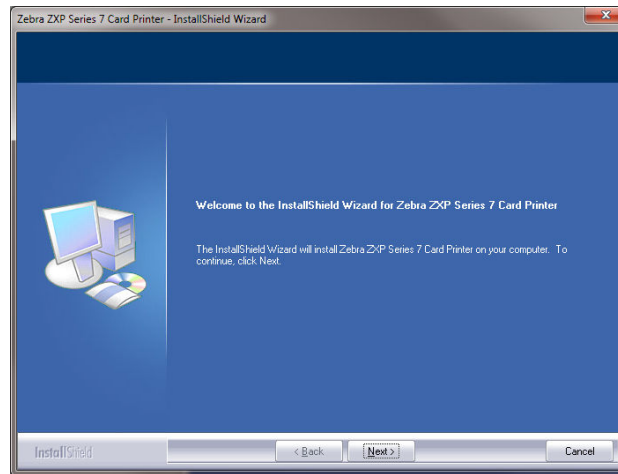 Zebra ZXP Series 7 Card Printer - InstallShield Wizard
Welcome to the InstallShield Wizard for Zebra ZXP Series 7 Card Printer
The InstallShield Wizard will install Zebra ZXP Series 7 Card Printer on your computer. To
continue, click Next.
InstallShield
< Back
Next >
Cancel